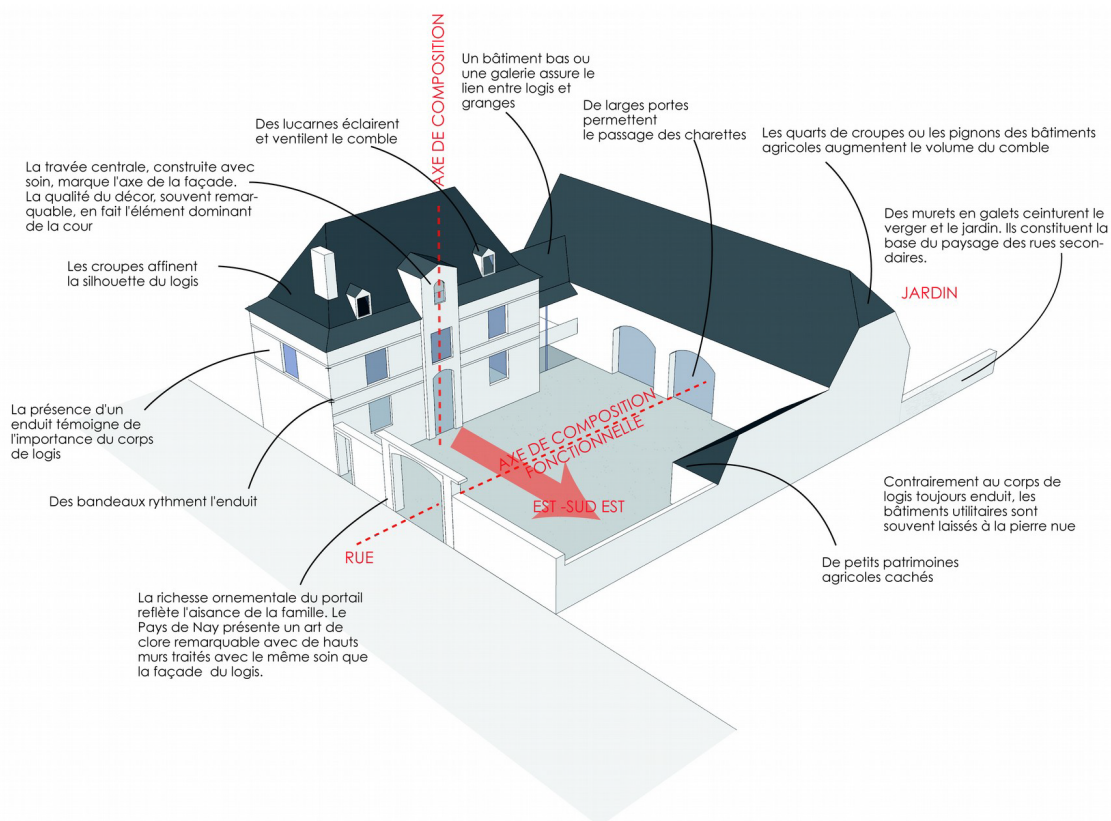 AXE DE COMPOSITION
Un bâtiment bas ou
une galerie assure le
lien entre logis et
granges
De larges portes
permettent
le passage des charettes
Des lucarnes éclairent
et ventilent le comble
Les quarts de croupes ou les pignons des bâtiments
agricoles augmentent le volume du comble
La travée centrale, construite avec
soin, marque l'axe de la façade.
La qualité du décor, souvent remar-
quable, en fait l'élément dominant
de la cour
Des murets en galets ceinturent le
verger et le jardin. Ils constituent la
base du paysage des rues secon-
daires.
Les croupes affinent
la silhouette du logis
JARDIN
La présence d'un
enduit témoigne de
l'importance du corps
de logis
AXE DE COMPOSITION
FONCTIONNELLE
Des bandeaux rythment l'enduit
EST -SUD EST
Contrairement au corps de
logis toujours enduit, les
bâtiments utilitaires sont
souvent laissés à la pierre nue
RUE
De petits patrimoines
agricoles cachés
La richesse ornementale du portail
reflète l'aisance de la famille. Le
Pays de Nay présente un art de
clore remarquable avec de hauts
murs traités avec le même soin que
la façade  du logis.